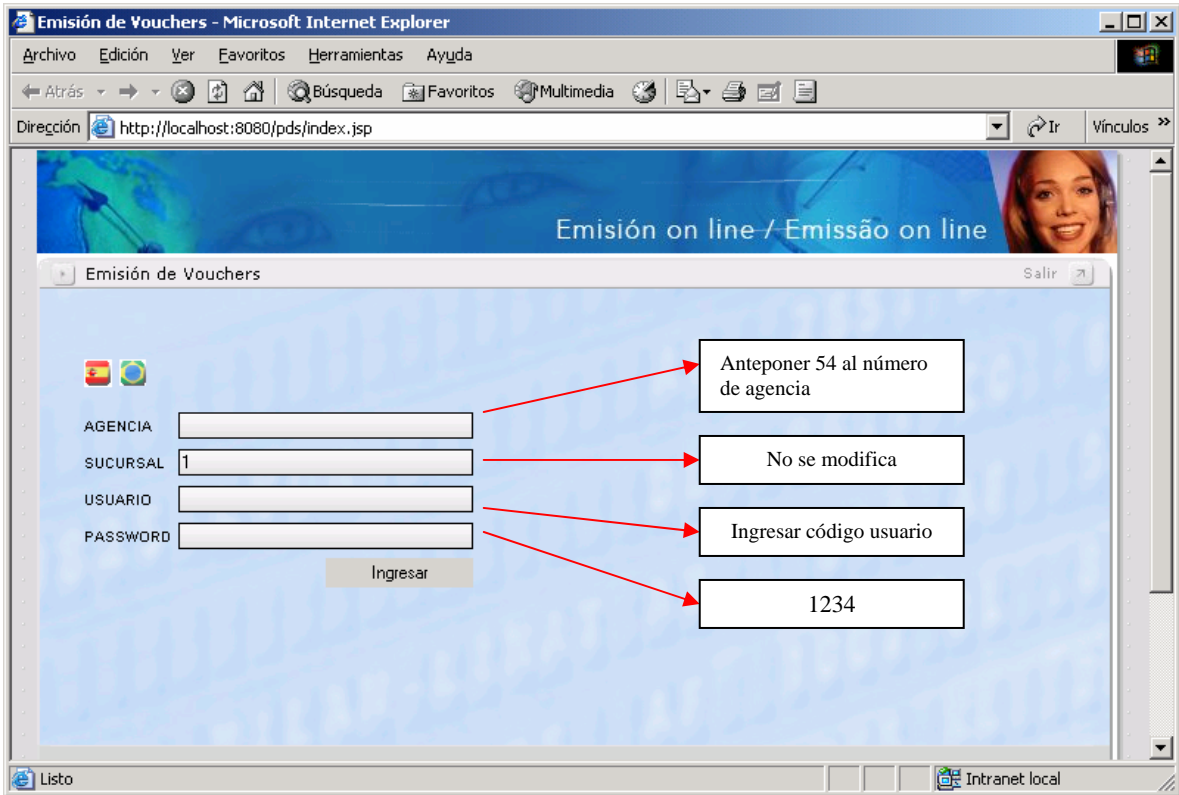 Emisión de Vouchers - Microsoft Internet Explorer
Archivo Edición Ver Favoritos Herramientas Ayuda
Atrás Búsqueda Favoritos Multimedia
Dirección http://localhost:8080/pds/index.jsp Ir Vínculos »
Emisión on line / Emissão on line
Emisión de Vouchers Salir
Anteponer 54 al número
de agencia
AGENCIA
SUCURSAL 1
No se modifica
USUARIO
Ingresar código usuario
PASSWORD
Ingresar
1234
Listo Intranet local